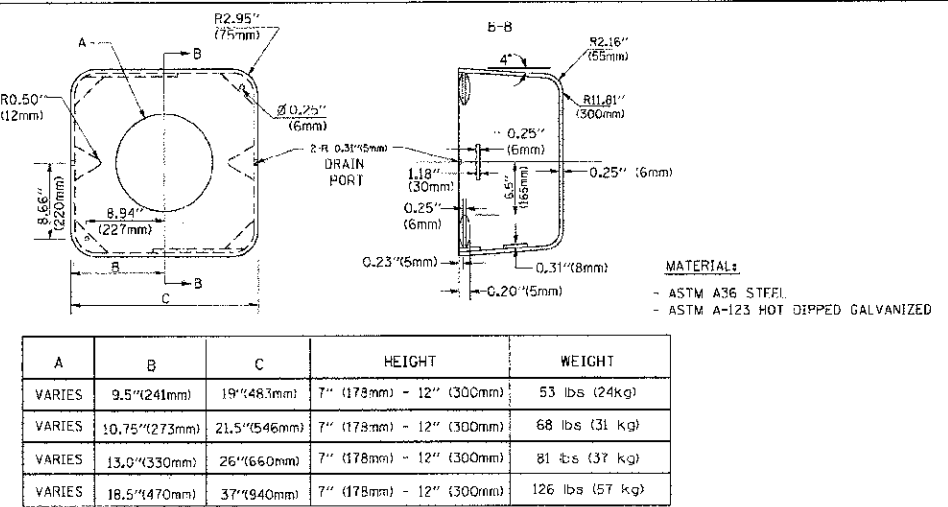 R2.95"
(75mm)
A
B
R0.50"
(12mm)
Ø 0.25"
(6mm)
2-R 0.31"(5mm)
DRAIN
PORT
8.66"
(220mm)
8.94"
(227mm)
B
B
C
B-B
4°
R2.16"
(55mm)
R11.81"
(300mm)
0.25"
(6mm)
1.18"
(30mm)
6.5"
(165mm)
0.25" (6mm)
0.25"
(6mm)
0.23"(5mm)
0.31"(8mm)
0.20"(5mm)
MATERIAL:
- ASTM A36 STEEL
- ASTM A-123 HOT DIPPED GALVANIZED
A B C HEIGHT WEIGHT
VARIES 9.5"(241mm) 19"(483mm) 7" (178mm) - 12" (300mm) 53 lbs (24kg)
VARIES 10.75"(273mm) 21.5"(546mm) 7" (178mm) - 12" (300mm) 68 lbs (31 kg)
VARIES 13.0"(330mm) 26"(660mm) 7" (178mm) - 12" (300mm) 81 lbs (37 kg)
VARIES 18.5"(470mm) 37"(940mm) 7" (178mm) - 12" (300mm) 126 lbs (57 kg)